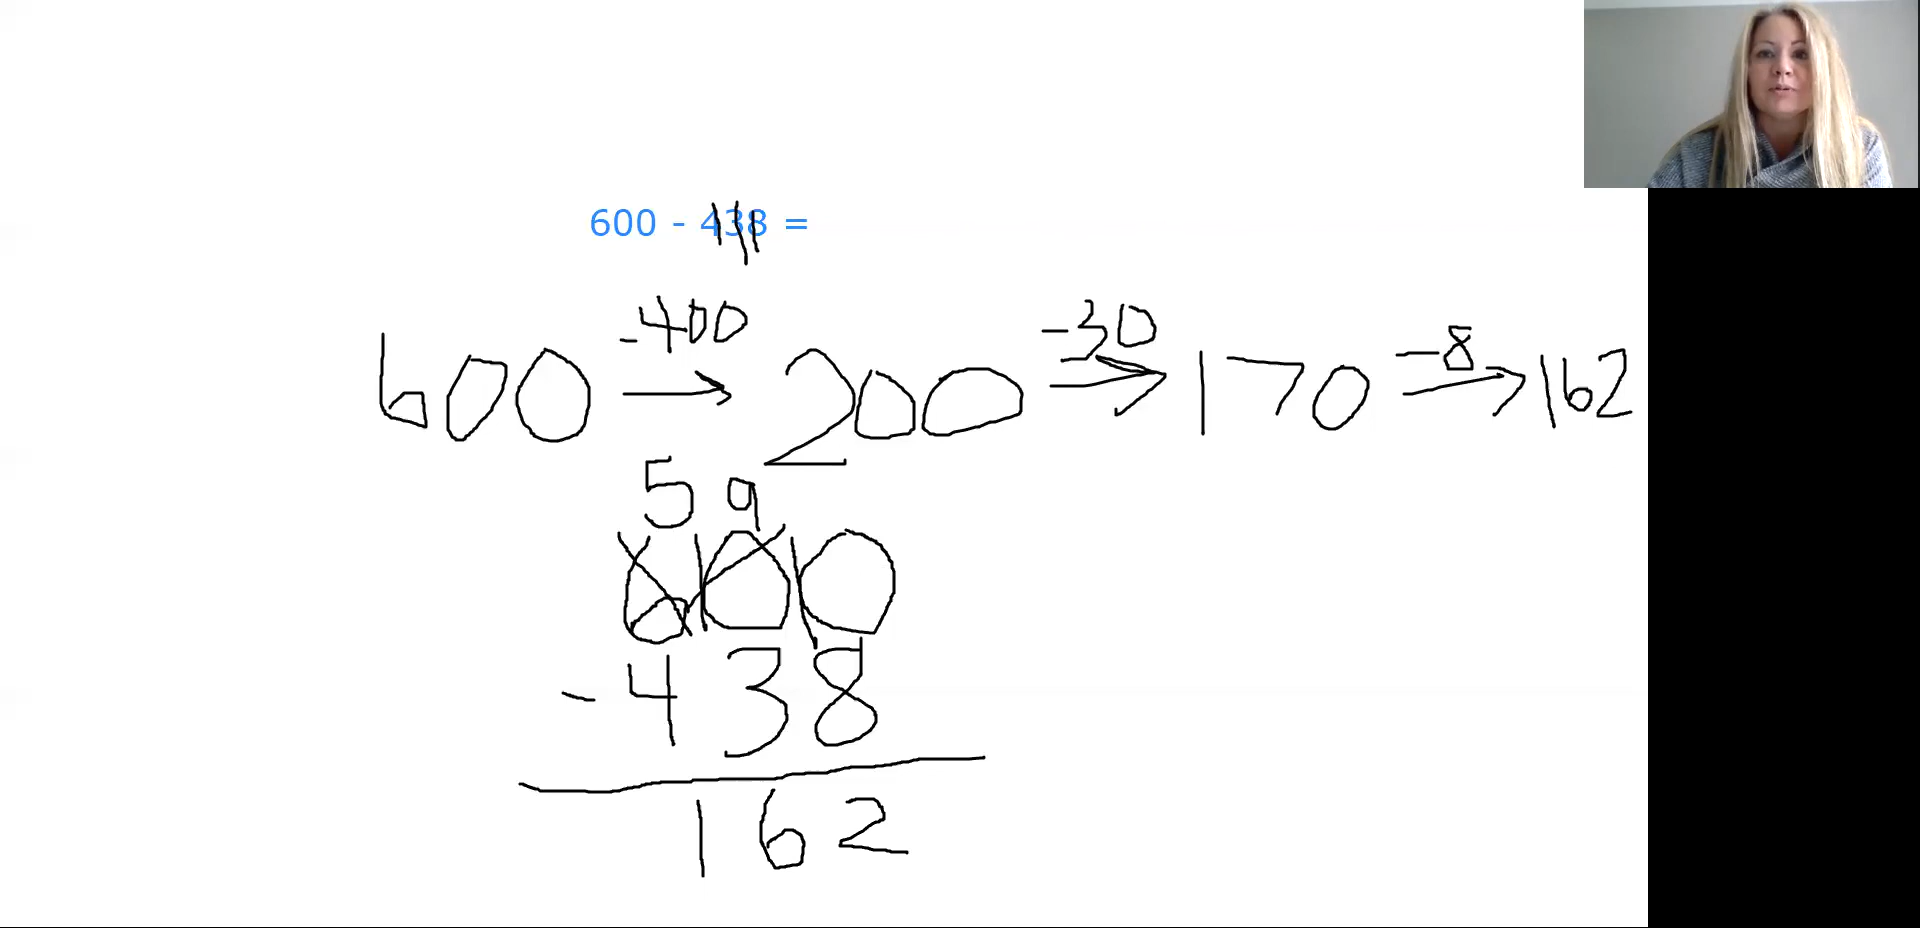 600 - 438 =
-400 -30 -8
600 → 200 → 170 → 162
5 9
6 10 10
- 4 3 8
1 6 2